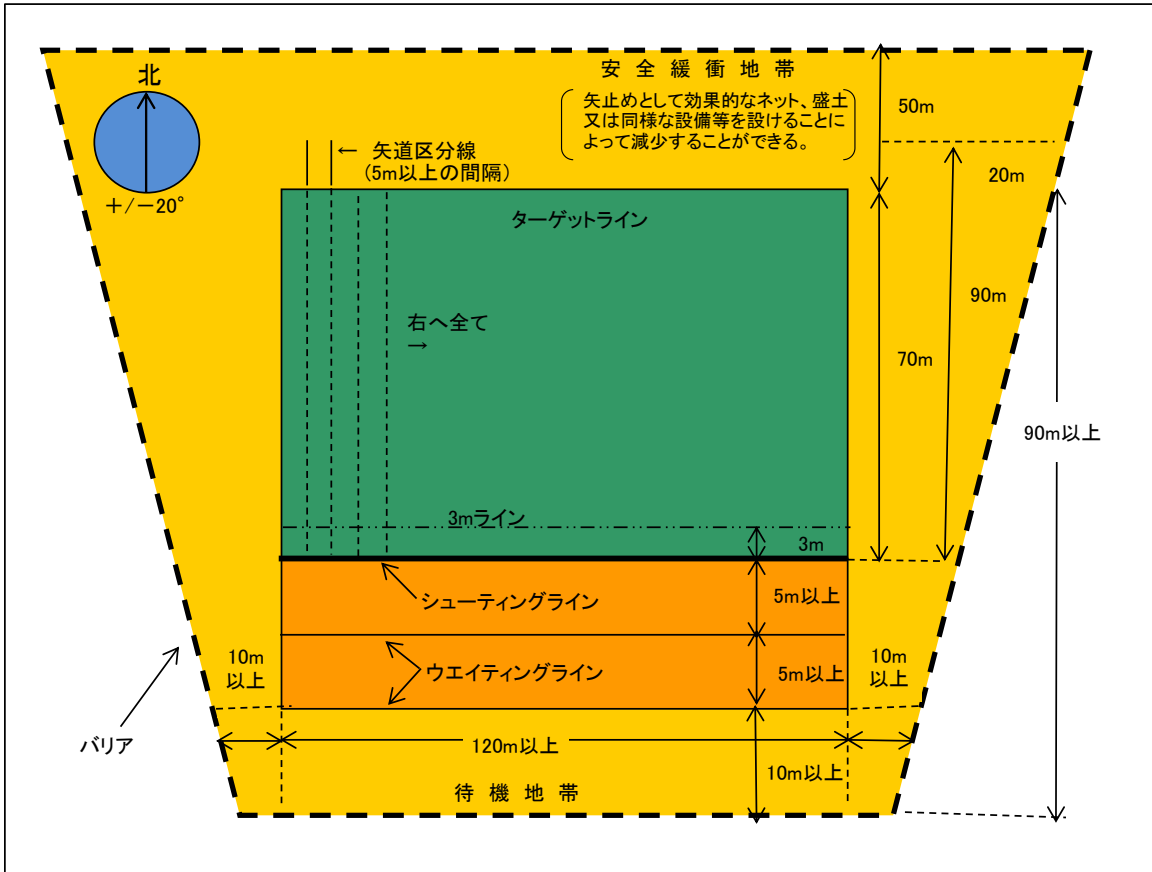 安全緩衝地帯
矢止めとして効果的なネット、盛土
又は同様な設備等を設けることに
よって減少することができる。
50m
北
+/-20°
← 矢道区分線
(5m以上の間隔)
20m
ターゲットライン
90m
右へ全て
→
70m
90m以上
3mライン
3m
シューティングライン
5m以上
10m
以上
ウエイティングライン
5m以上
10m
以上
バリア
120m以上
10m以上
待機地帯